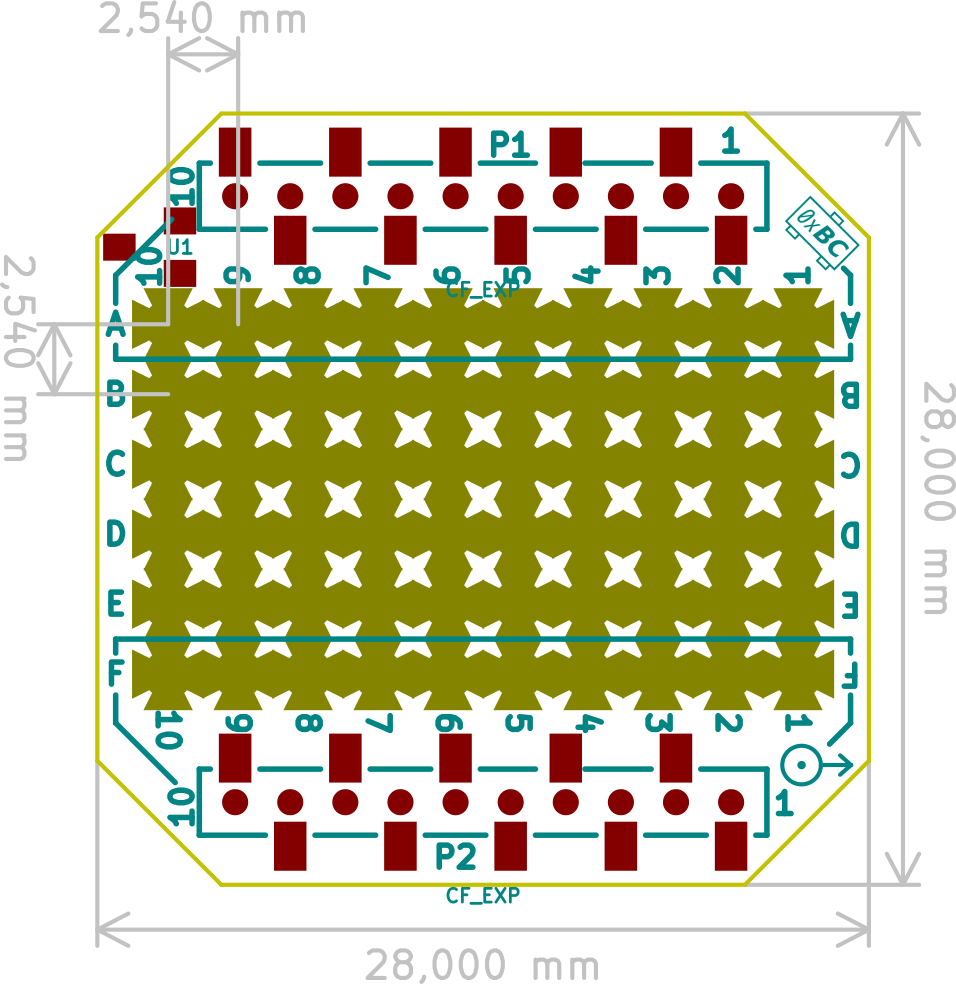 2,540 mm
P1
1
10
U1
0xBC
10
9 8 7 6 5 4 3 2 1
CF_EXP
2,540 mm
A A
B B
28,000 mm
C C
D D
E E
F F
10 9 8 7 6 5 4 3 2 1
10
1
P2
CF_EXP
28,000 mm